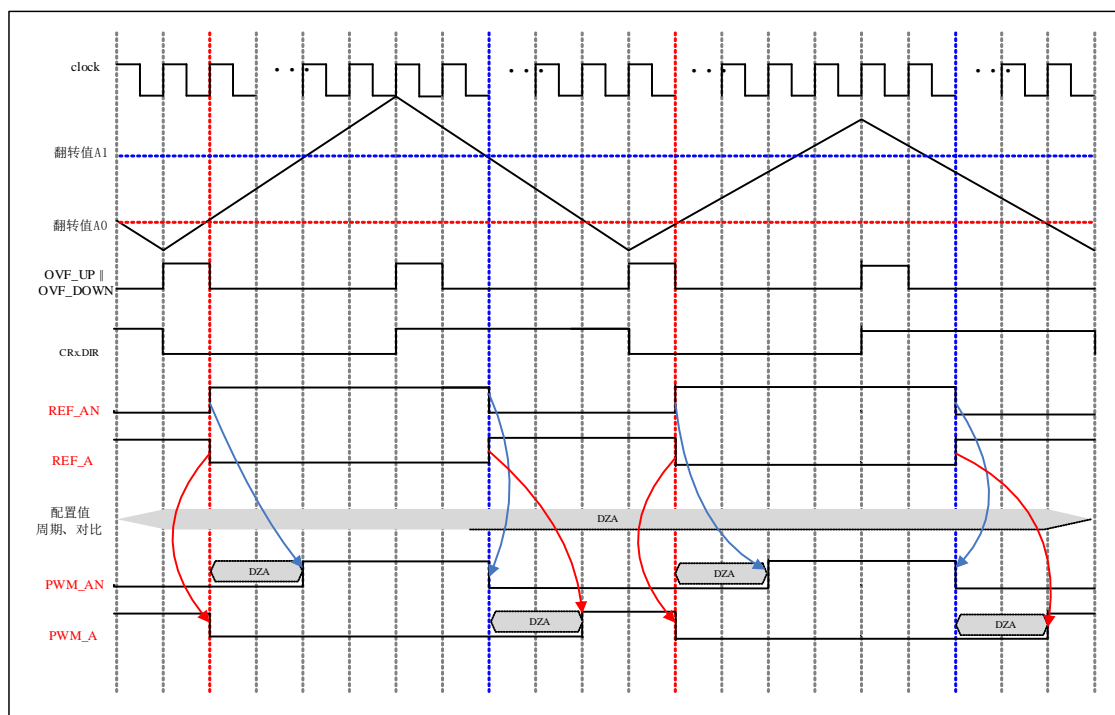 clock
翻转值A1
翻转值A0
OVF_UP ||
OVF_DOWN
CRx.DIR
REF_AN
REF_A
配置值
周期、对比
DZA
PWM_AN
DZA
DZA
PWM_A
DZA
DZA